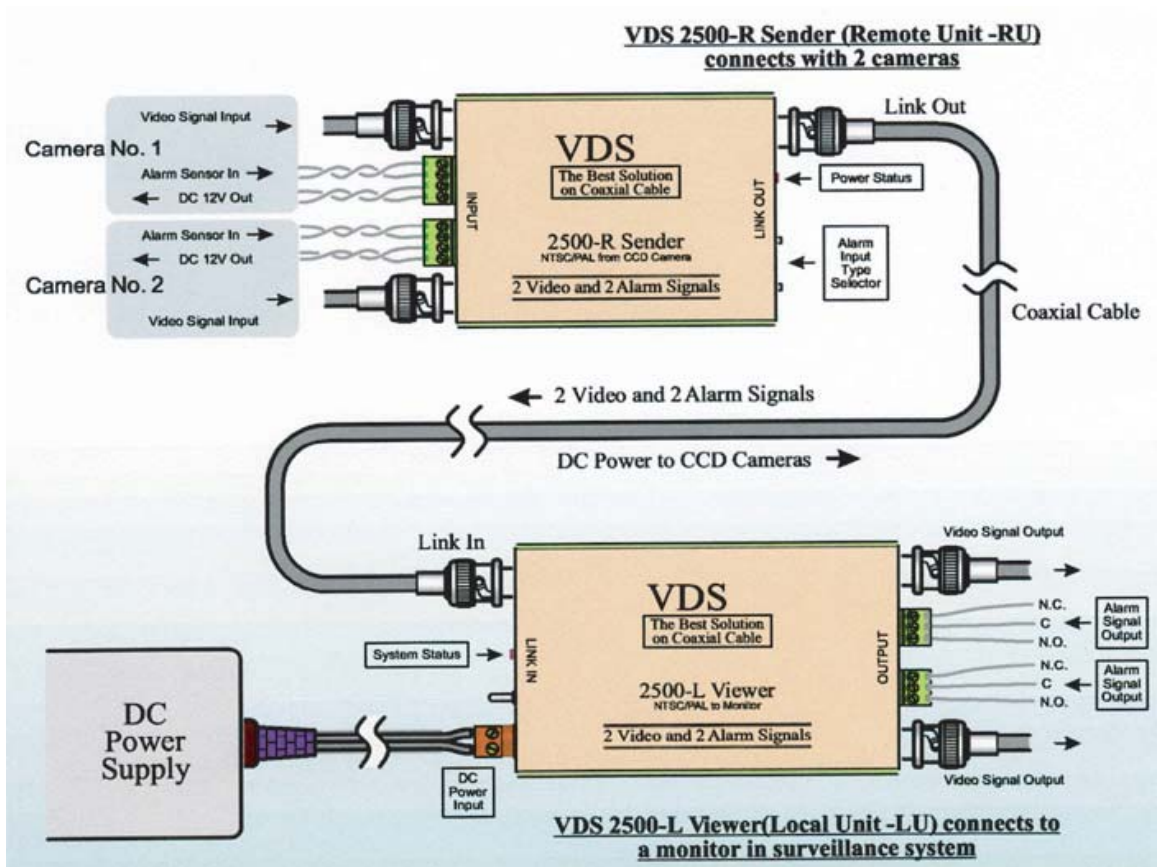 VDS 2500-R Sender (Remote Unit -RU)
connects with 2 cameras
Video Signal Input
Camera No. 1
Alarm Sensor In
DC 12V Out
Alarm Sensor In
DC 12V Out
Camera No. 2
Video Signal Input
INPUT
VDS
The Best Solution
on Coaxial Cable
2500-R Sender
NTSC/PAL from CCD Camera
2 Video and 2 Alarm Signals
LINK OUT
Link Out
Power Status
Alarm
Input
Type
Selector
Coaxial Cable
2 Video and 2 Alarm Signals
DC Power to CCD Cameras
Link In
System Status
LINK IN
VDS
The Best Solution
on Coaxial Cable
2500-L Viewer
NTSC/PAL to Monitor
2 Video and 2 Alarm Signals
OUTPUT
Video Signal Output
N.C.
C
N.O.
Alarm
Signal
Output
N.C.
C
N.O.
Alarm
Signal
Output
Video Signal Output
DC
Power
Supply
DC
Power
Input
VDS 2500-L Viewer(Local Unit -LU) connects to
a monitor in surveillance system